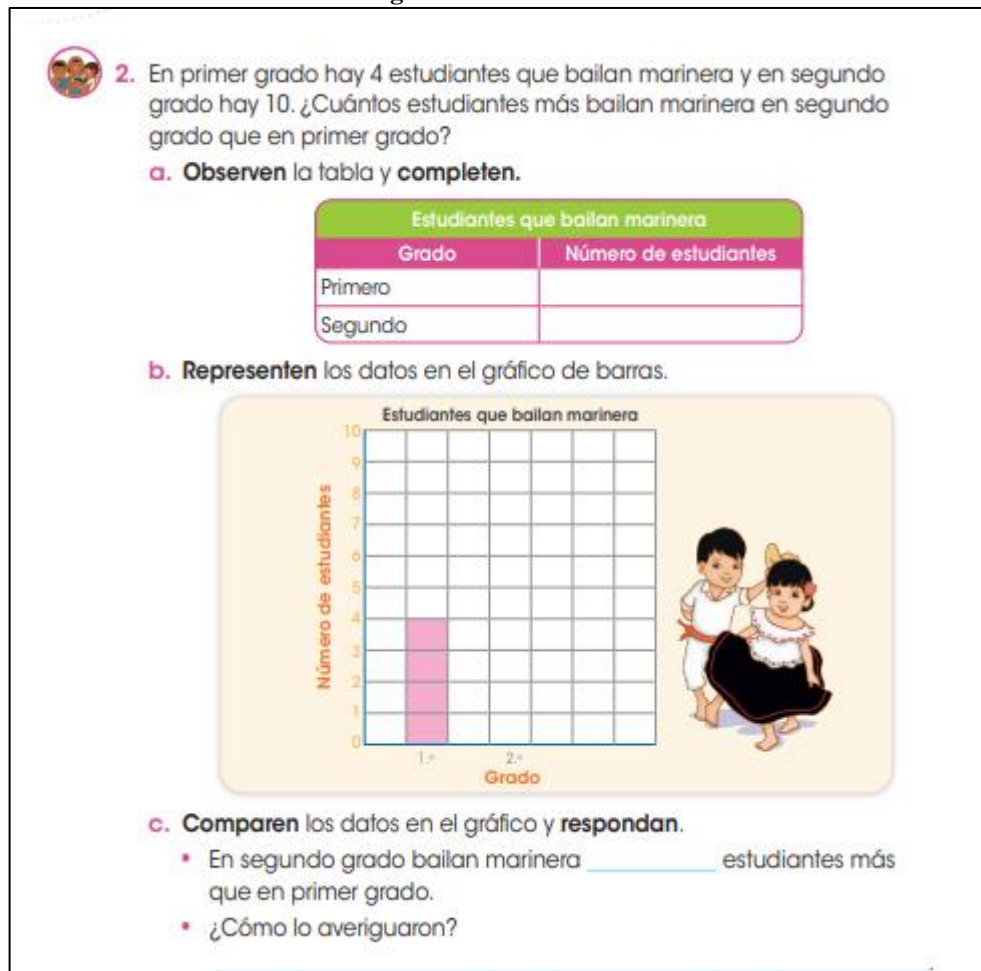 2. En primer grado hay 4 estudiantes que bailan marinera y en segundo
grado hay 10. ¿Cuántos estudiantes más bailan marinera en segundo
grado que en primer grado?
a. Observen la tabla y completen.
Estudiantes que bailan marinera
Grado Número de estudiantes
Primero
Segundo
b. Representen los datos en el gráfico de barras.
Estudiantes que bailan marinera
Número de estudiantes
10
9
8
7
6
5
4
3
2
1
0
1.º 2.º
Grado
c. Comparen los datos en el gráfico y respondan.
• En segundo grado bailan marinera ________ estudiantes más
que en primer grado.
• ¿Cómo lo averiguaron?